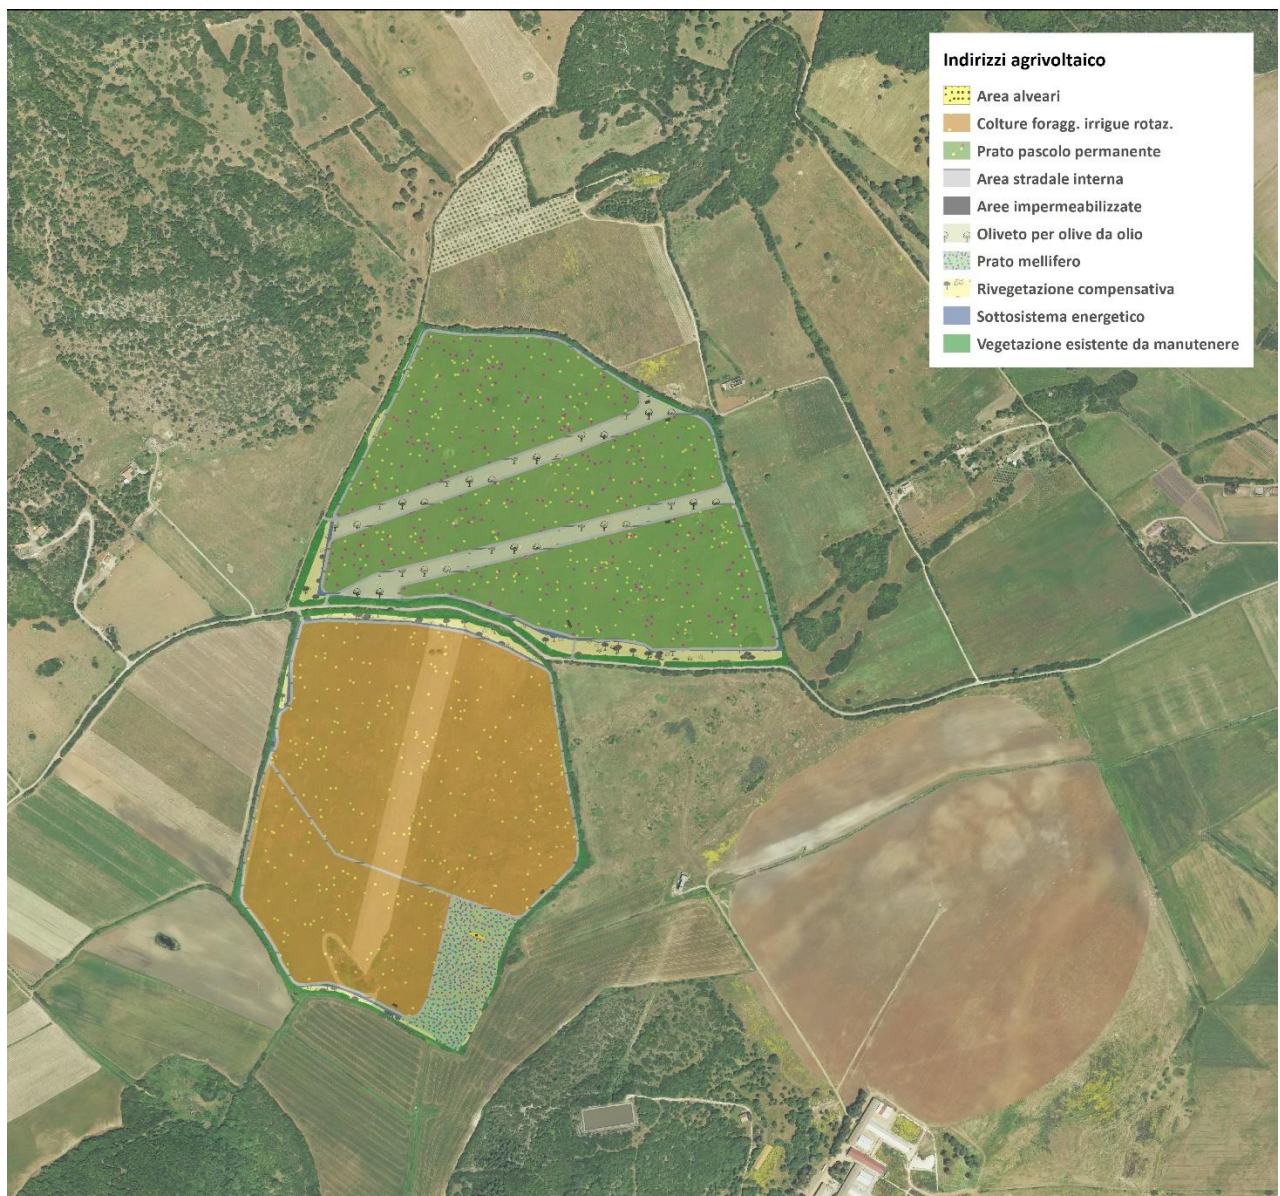 Indirizzi agrivoltaico
Area alveari
Colture foragg. irrigue rotaz.
Prato pascolo permanente
Area stradale interna
Aree impermeabilizzate
Oliveto per olive da olio
Prato mellifero
Rivegetazione compensativa
Sottosistema energetico
Vegetazione esistente da manutenere